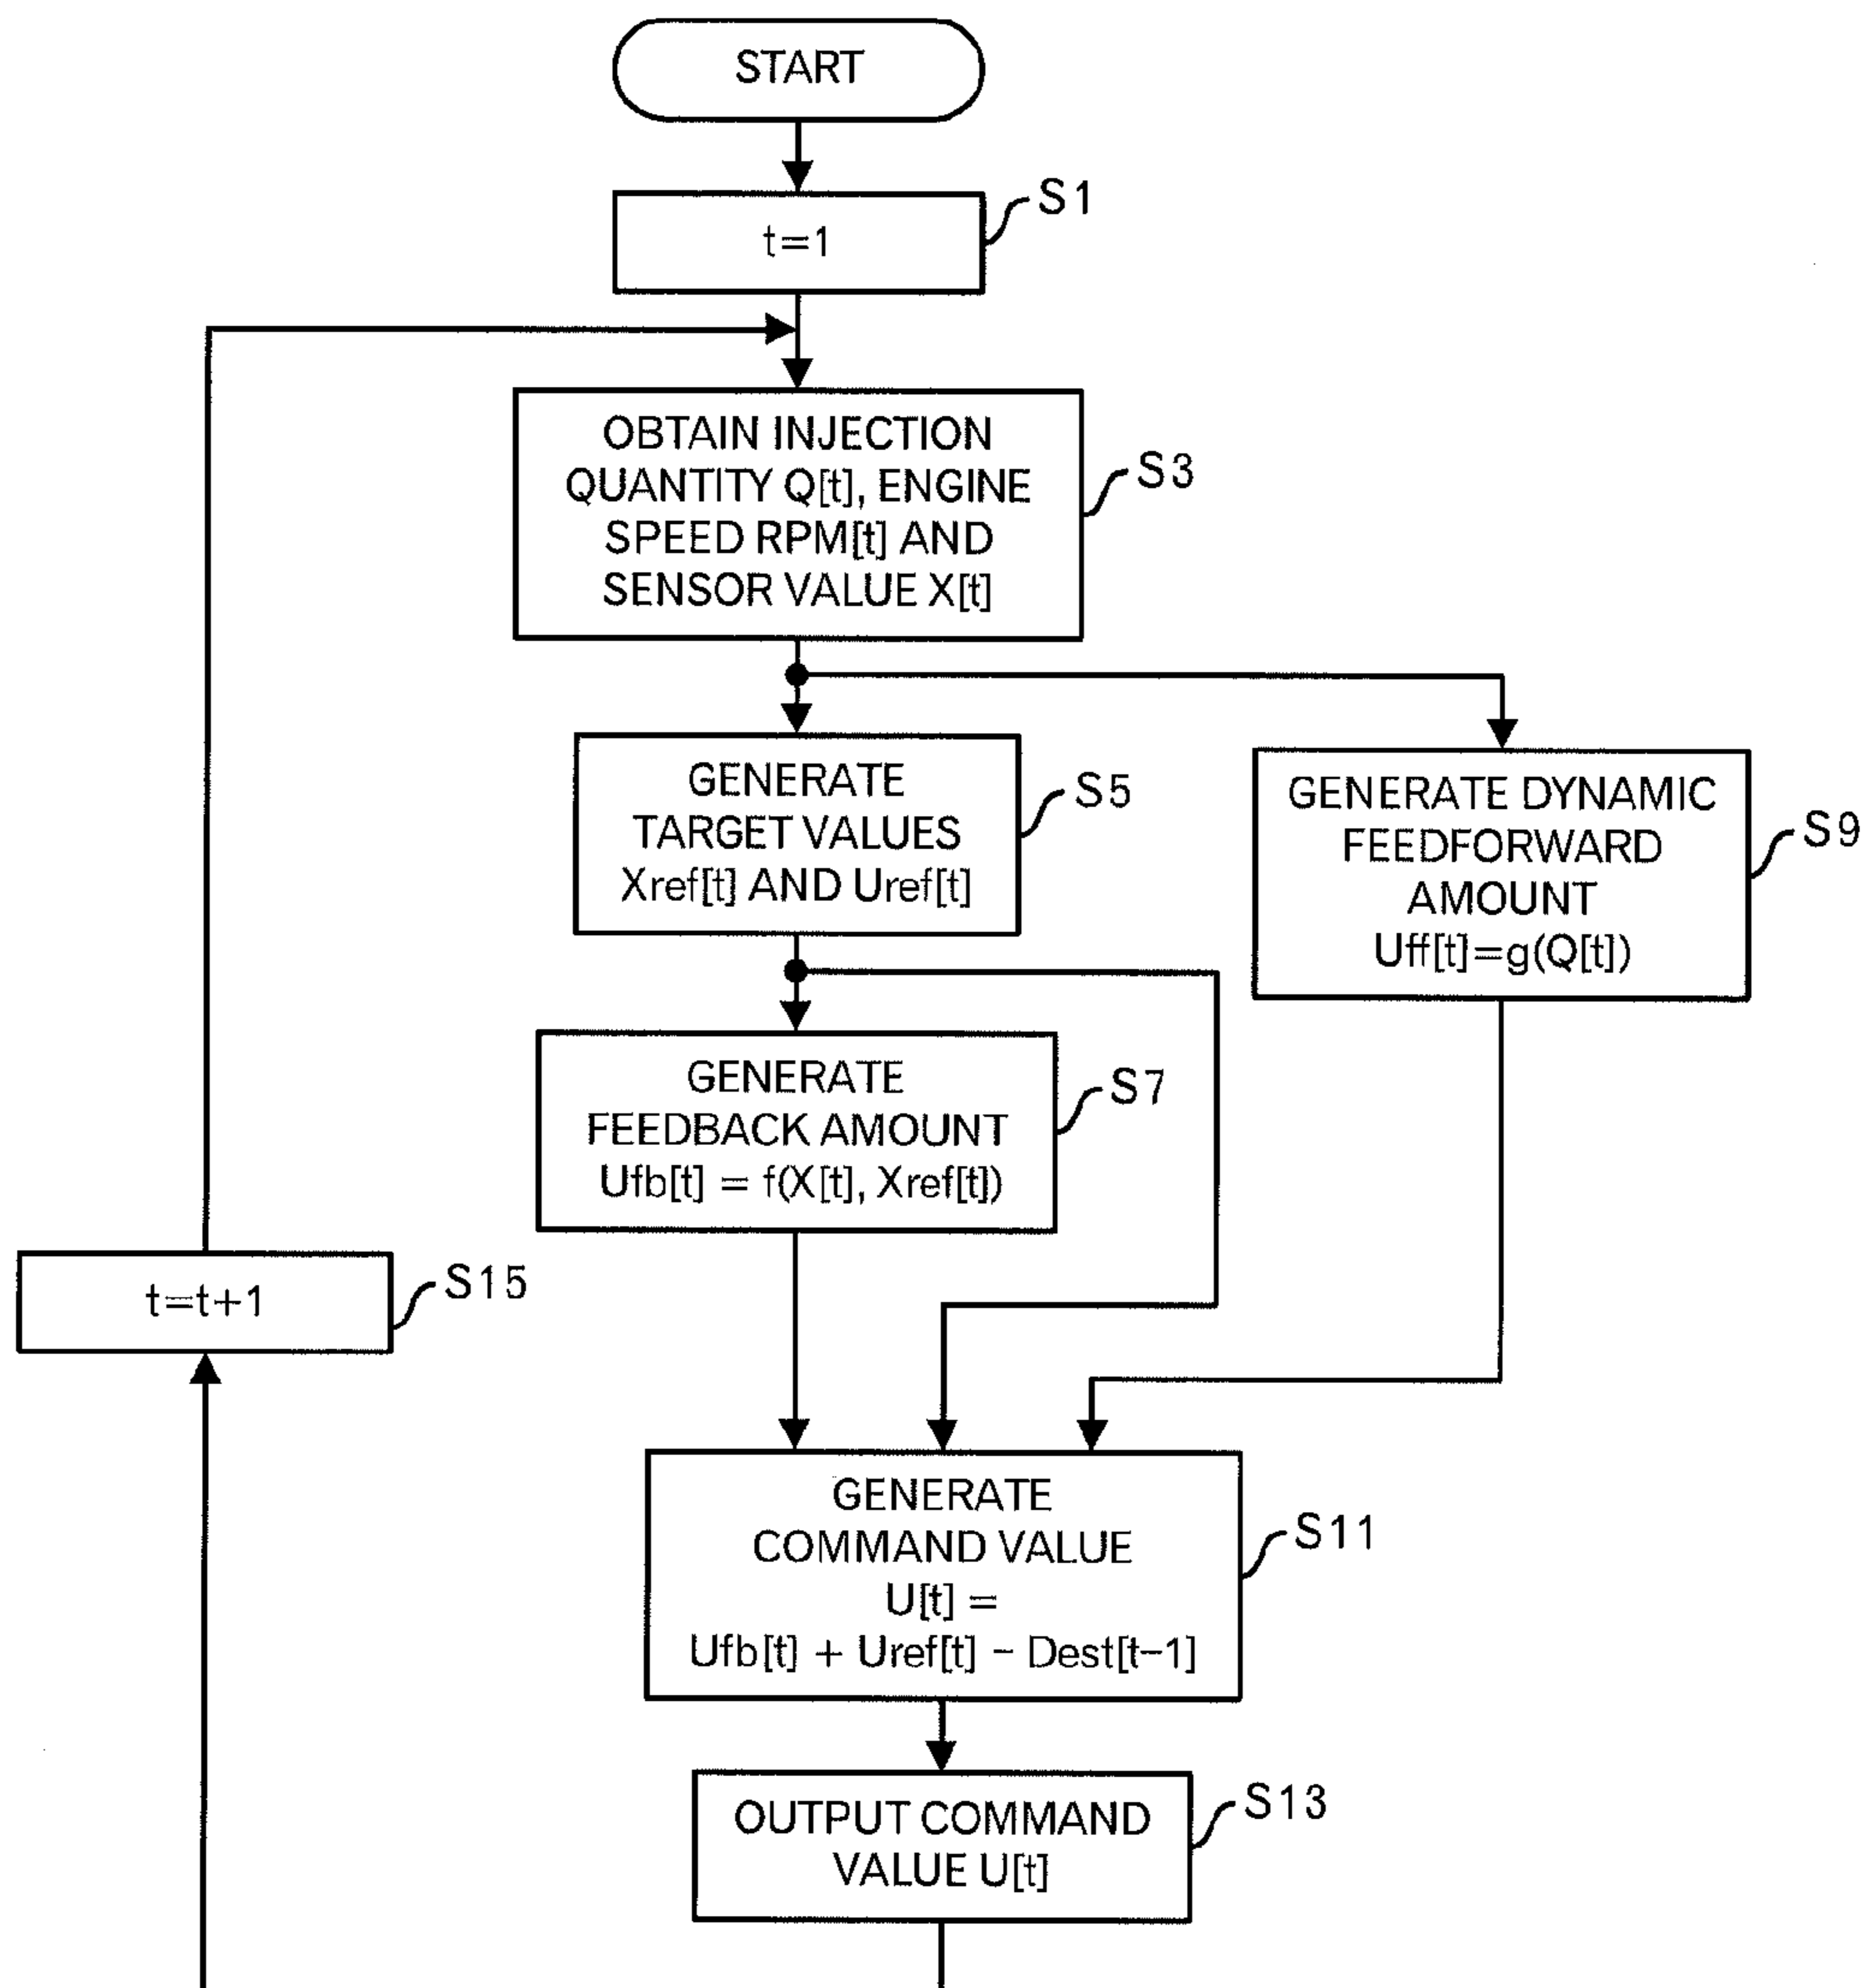 START
S1
t=1
OBTAIN INJECTION
QUANTITY Q[t], ENGINE
SPEED RPM[t] AND
SENSOR VALUE X[t]
S3
GENERATE
TARGET VALUES
Xref[t] AND Uref[t]
S5
GENERATE DYNAMIC
FEEDFORWARD
AMOUNT
Uff[t]=g(Q[t])
S9
GENERATE
FEEDBACK AMOUNT
Ufb[t] = f(X[t], Xref[t])
S7
t=t+1
S15
GENERATE
COMMAND VALUE
U[t] =
Ufb[t] + Uref[t] - Dest[t-1]
S11
OUTPUT COMMAND
VALUE U[t]
S13